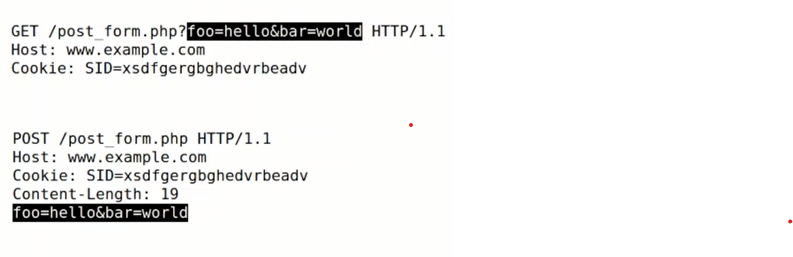 GET /post_form.php?foo=hello&bar=world HTTP/1.1
Host: www.example.com
Cookie: SID=xsdfgergbghedvrbeadv
POST /post_form.php HTTP/1.1
Host: www.example.com
Cookie: SID=xsdfgergbghedvrbeadv
Content-Length: 19
foo=hello&bar=world